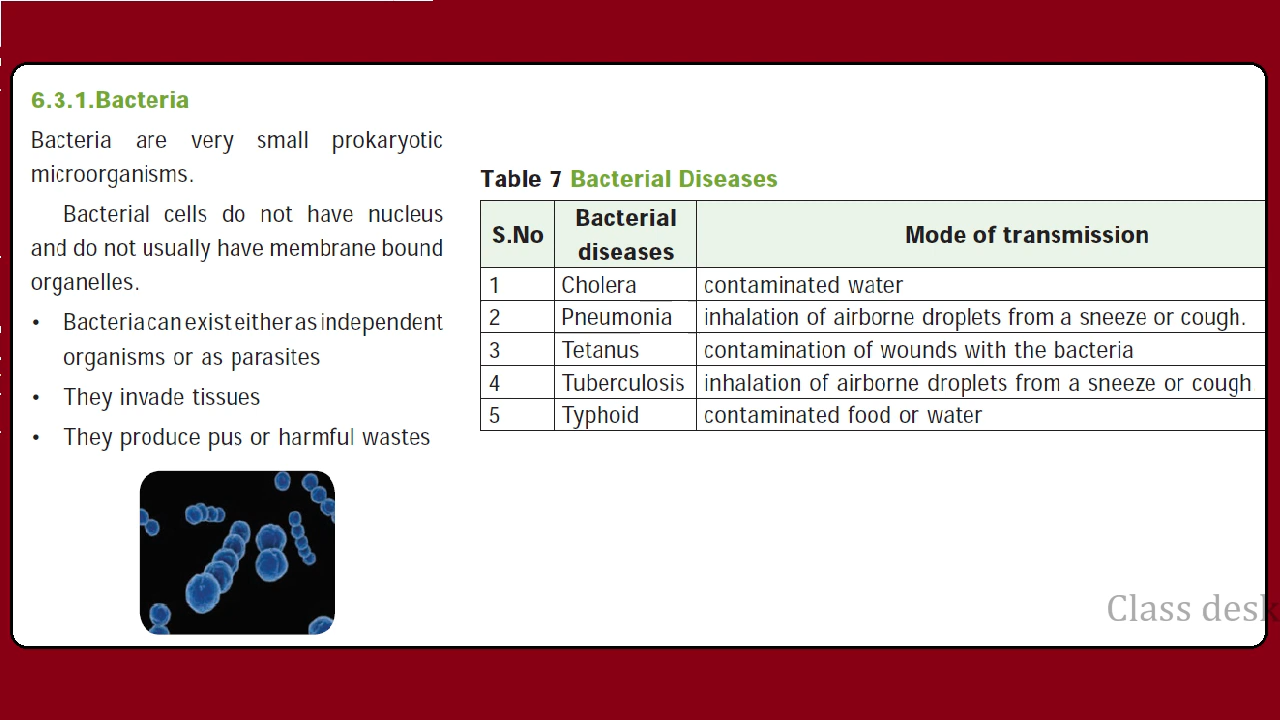 6.3.1.Bacteria
Bacteria are very small prokaryotic
microorganisms.
Bacterial cells do not have nucleus
and do not usually have membrane bound
organelles.
• Bacteria can exist either as independent
organisms or as parasites
• They invade tissues
• They produce pus or harmful wastes
Table 7 Bacterial Diseases
S.No Bacterial diseases Mode of transmission
1 Cholera contaminated water
2 Pneumonia inhalation of airborne droplets from a sneeze or cough.
3 Tetanus contamination of wounds with the bacteria
4 Tuberculosis inhalation of airborne droplets from a sneeze or cough
5 Typhoid contaminated food or water
Class desk